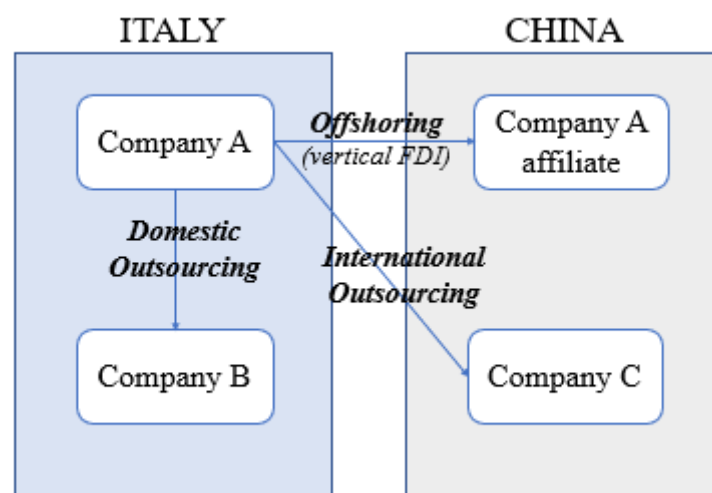 ITALY
CHINA
Company A
Offshoring
(vertical FDI)
Company A
affiliate
Domestic
Outsourcing
International
Outsourcing
Company B
Company C